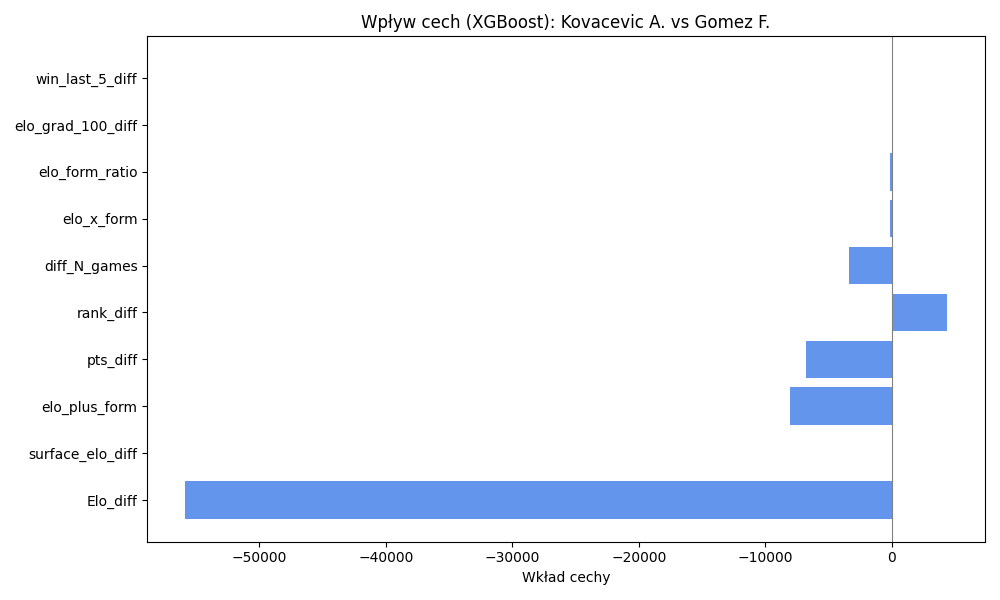 Wpływ cech (XGBoost): Kovacevic A. vs Gomez F.
win_last_5_diff
elo_grad_100_diff
elo_form_ratio
elo_x_form
diff_N_games
rank_diff
pts_diff
elo_plus_form
surface_elo_diff
Elo_diff
−50000 −40000 −30000 −20000 −10000 0
Wkład cechy